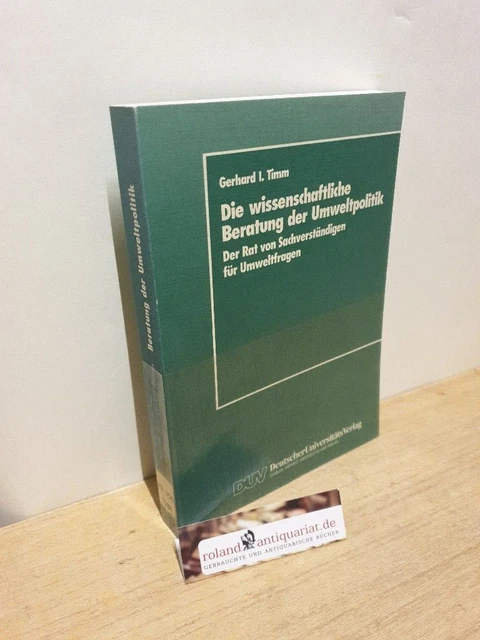 Gerhard I. Timm
Die wissenschaftliche
Beratung der Umweltpolitik
Der Rat von Sachverständigen
für Umweltfragen
DUV DeutscherUniversitätsVerlag
Beratung der Umweltpolitik
roland antiquariat.de
GEBRAUCHTE UND ANTIQUARISCHE BÜCHER